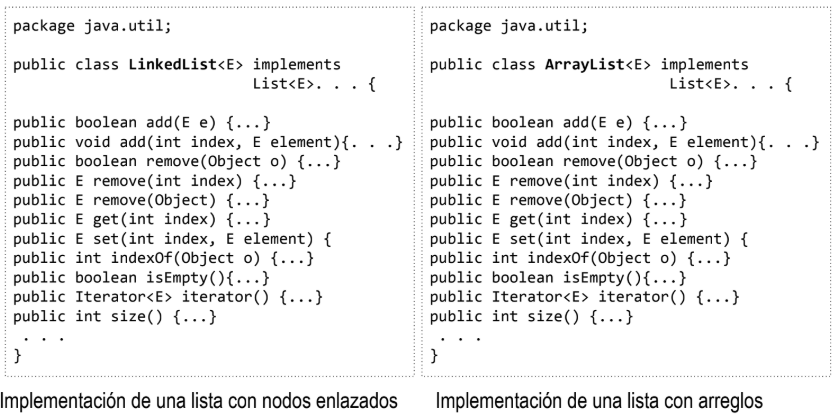 package java.util;
public class LinkedList<E> implements
List<E>. . . {
public boolean add(E e) {...}
public void add(int index, E element){. . .}
public boolean remove(Object o) {...}
public E remove(int index) {...}
public E remove(Object) {...}
public E get(int index) {...}
public E set(int index, E element) {
public int indexOf(Object o) {...}
public boolean isEmpty(){...}
public Iterator<E> iterator() {...}
public int size() {...}
. . .
}
Implementación de una lista con nodos enlazados
package java.util;
public class ArrayList<E> implements
List<E>. . . {
public boolean add(E e) {...}
public void add(int index, E element){. . .}
public boolean remove(Object o) {...}
public E remove(int index) {...}
public E remove(Object) {...}
public E get(int index) {...}
public E set(int index, E element) {
public int indexOf(Object o) {...}
public boolean isEmpty(){...}
public Iterator<E> iterator() {...}
public int size() {...}
. . .
}
Implementación de una lista con arreglos